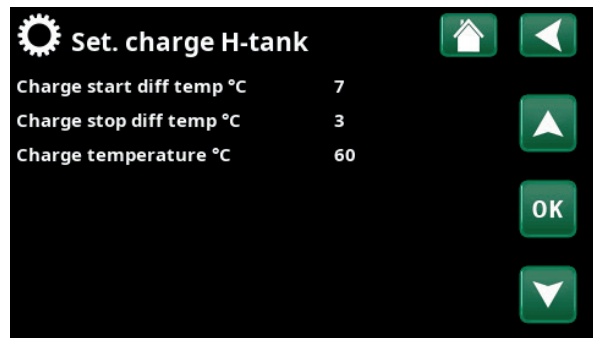 Set. charge H-tank
Charge start diff temp °C 7
Charge stop diff temp °C 3
Charge temperature °C 60
OK